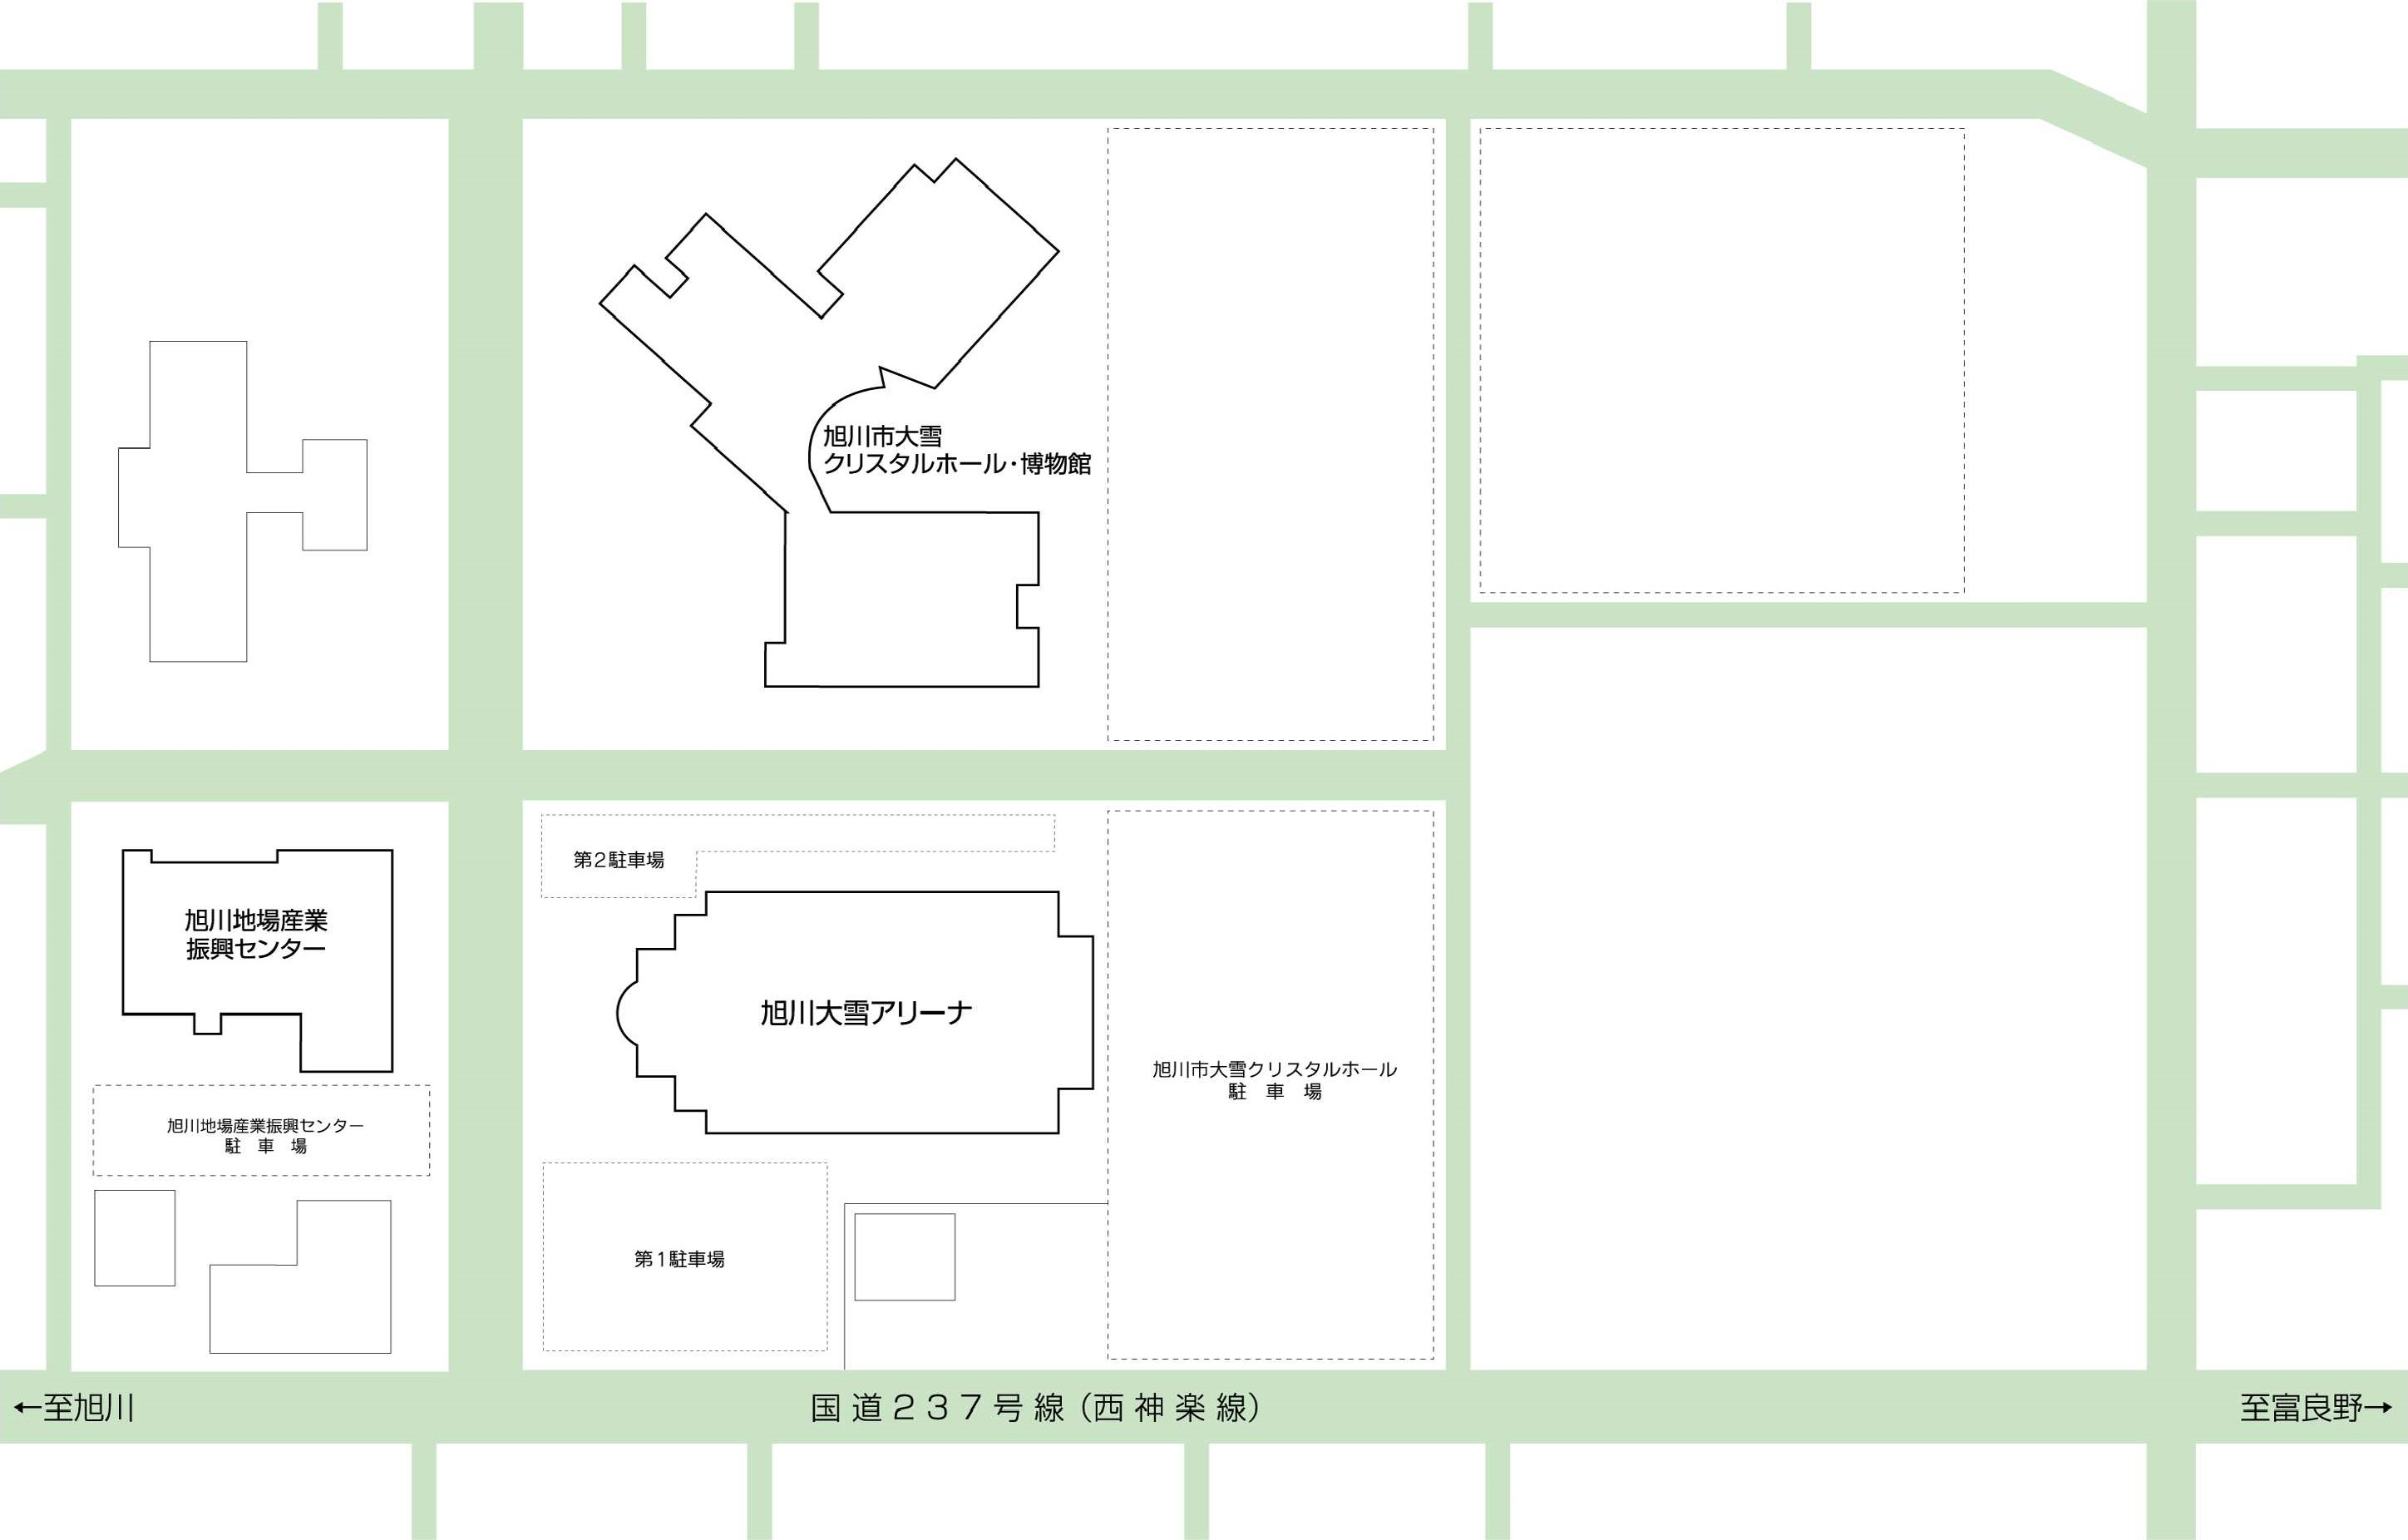 旭川市大雪
クリスタルホール・博物館
第2駐車場
旭川地場産業
振興センター
旭川大雪アリーナ
旭川市大雪クリスタルホール
駐 車 場
旭川地場産業振興センター
駐 車 場
第1駐車場
←至旭川
国道237号線(西神楽線)
至富良野→